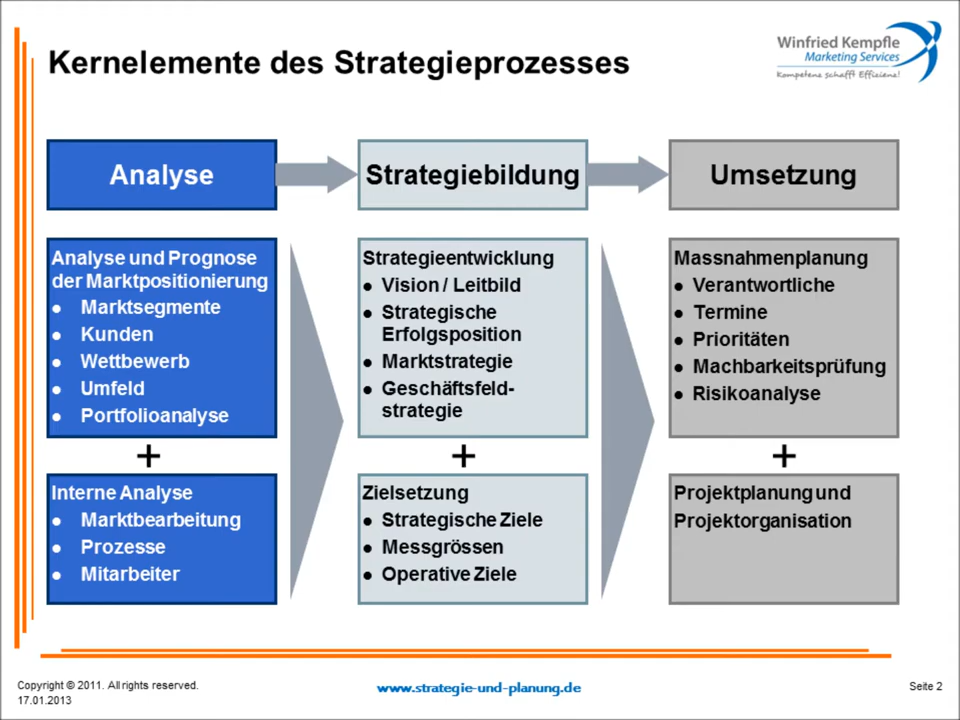 Kernelemente des Strategieprozesses
Winfried Kempfle
Marketing Services
Kompetenz schafft Effizienz!
Analyse
Strategiebildung
Umsetzung
Analyse und Prognose
der Marktpositionierung
• Marktsegmente
• Kunden
• Wettbewerb
• Umfeld
• Portfolioanalyse
+
Interne Analyse
• Marktbearbeitung
• Prozesse
• Mitarbeiter
Strategieentwicklung
• Vision / Leitbild
• Strategische
Erfolgsposition
• Marktstrategie
• Geschäftsfeld-
strategie
+
Zielsetzung
• Strategische Ziele
• Messgrössen
• Operative Ziele
Massnahmenplanung
• Verantwortliche
• Termine
• Prioritäten
• Machbarkeitsprüfung
• Risikoanalyse
+
Projektplanung und
Projektorganisation
Copyright © 2011. All rights reserved.
17.01.2013
www.strategie-und-planung.de
Seite 2